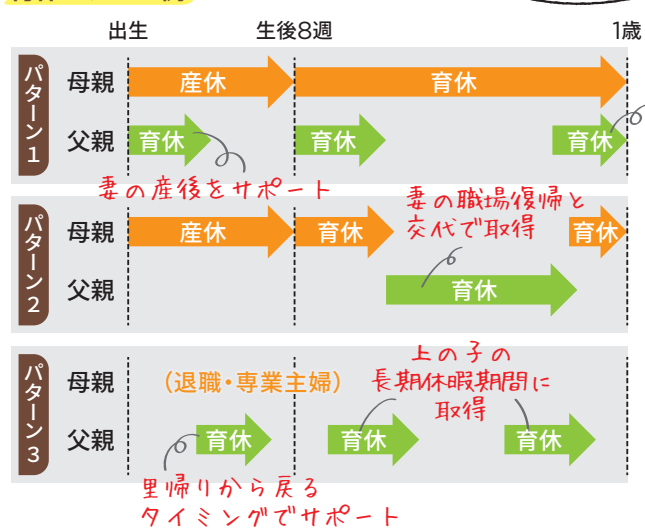 出生 生後8週 1歳
パターン1
母親 産休 育休
父親 育休 育休 育休
妻の産後をサポート
パターン2
母親 産休 育休 育休
妻の職場復帰と
交代で取得
父親 育休
パターン3
母親 (退職・専業主婦)
上の子の
長期休暇期間に
取得
父親 育休 育休 育休
里帰りから戻る
タイミングでサポート